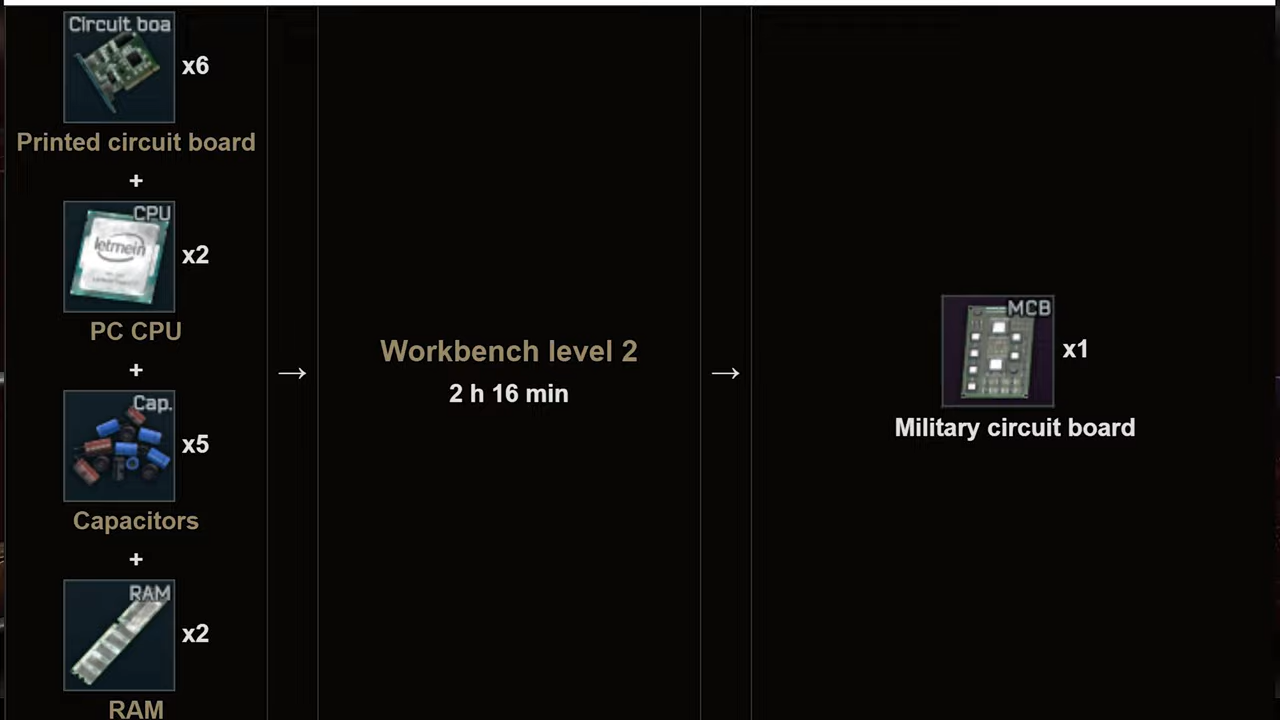 Circuit boa
x6
Printed circuit board
+
CPU
letmein
x2
PC CPU
+
Cap.
x5
Capacitors
+
RAM
x2
RAM
→
Workbench level 2
2 h 16 min
→
MCB
x1
Military circuit board